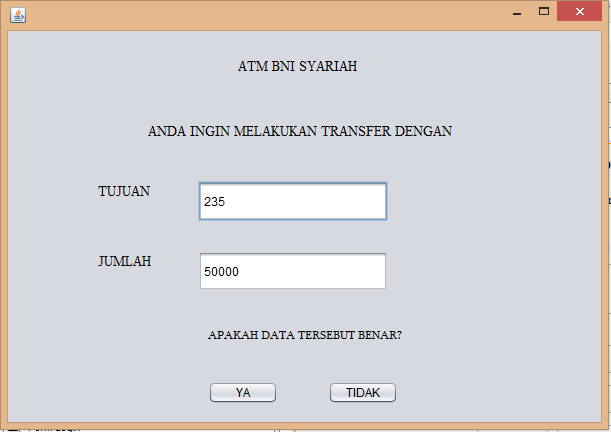 ATM BNI SYARIAH
ANDA INGIN MELAKUKAN TRANSFER DENGAN
TUJUAN
235
JUMLAH
50000
APAKAH DATA TERSEBUT BENAR?
YA
TIDAK